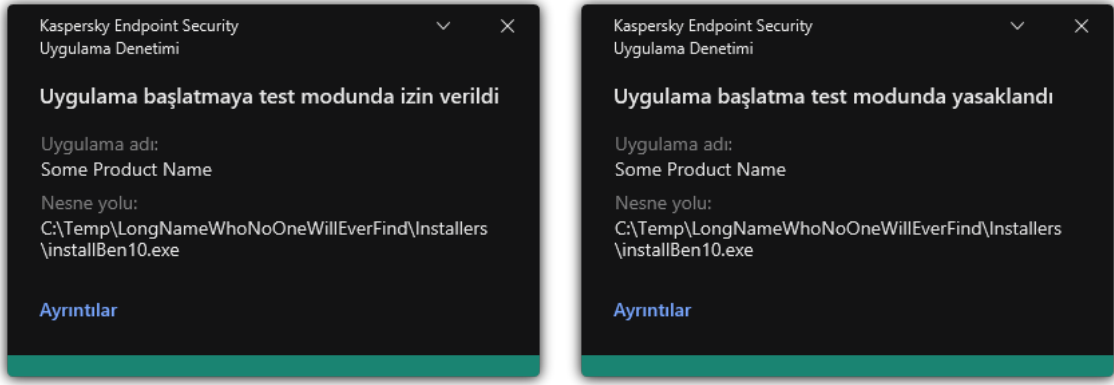 Kaspersky Endpoint Security
Uygulama Denetimi
Uygulama başlatmaya test modunda izin verildi
Uygulama adı:
Some Product Name
Nesne yolu:
C:\Temp\LongNameWhoNoOneWillEverFind\Installers
\installBen10.exe
Ayrıntılar
Kaspersky Endpoint Security
Uygulama Denetimi
Uygulama başlatma test modunda yasaklandı
Uygulama adı:
Some Product Name
Nesne yolu:
C:\Temp\LongNameWhoNoOneWillEverFind\Installers
\installBen10.exe
Ayrıntılar